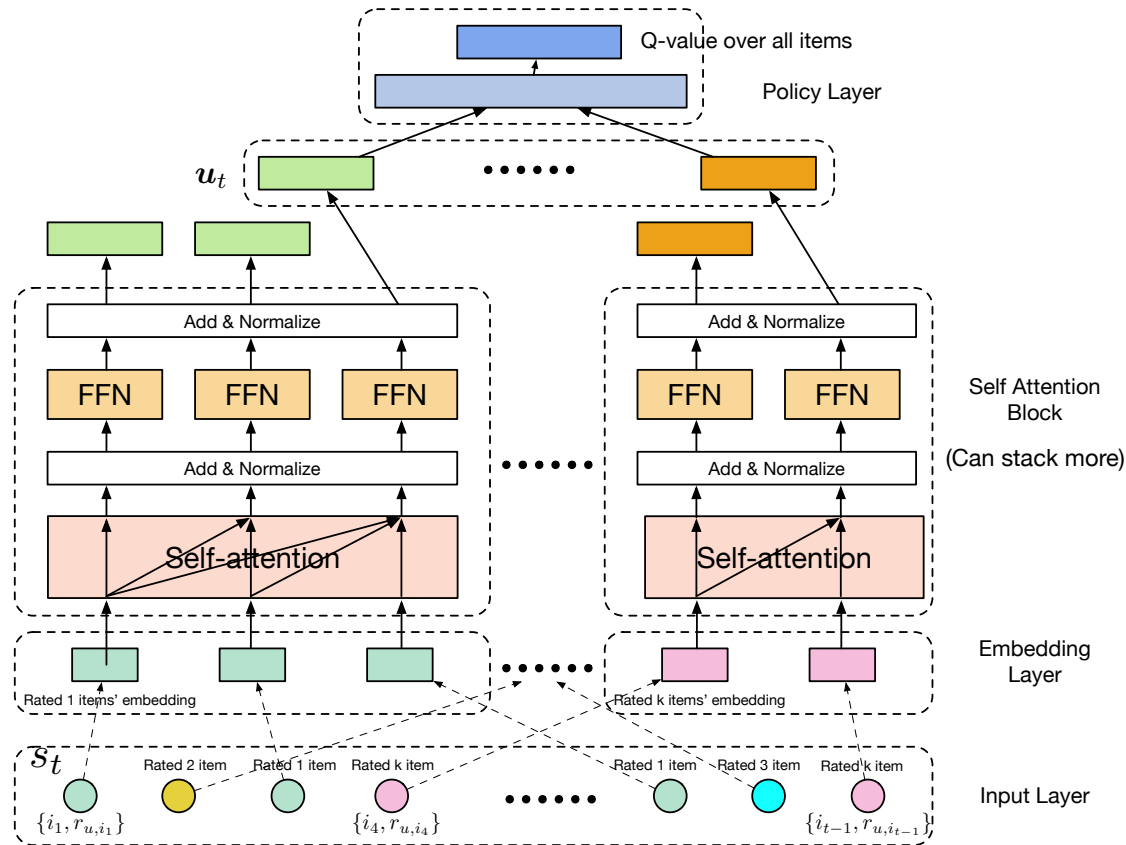 Q-value over all items
Policy Layer
u_t
Add & Normalize
Add & Normalize
FFN
FFN
FFN
FFN
FFN
Self Attention
Block
(Can stack more)
Add & Normalize
Add & Normalize
Self-attention
Self-attention
Embedding
Layer
Rated 1 items' embedding
Rated k items' embedding
s_t
Rated 2 item
Rated 1 item
Rated k item
Rated 1 item
Rated 3 item
Rated k item
Input Layer
{i_1, r_{u,i_1}}
{i_4, r_{u,i_4}}
{i_{t-1}, r_{u,i_{t-1}}}